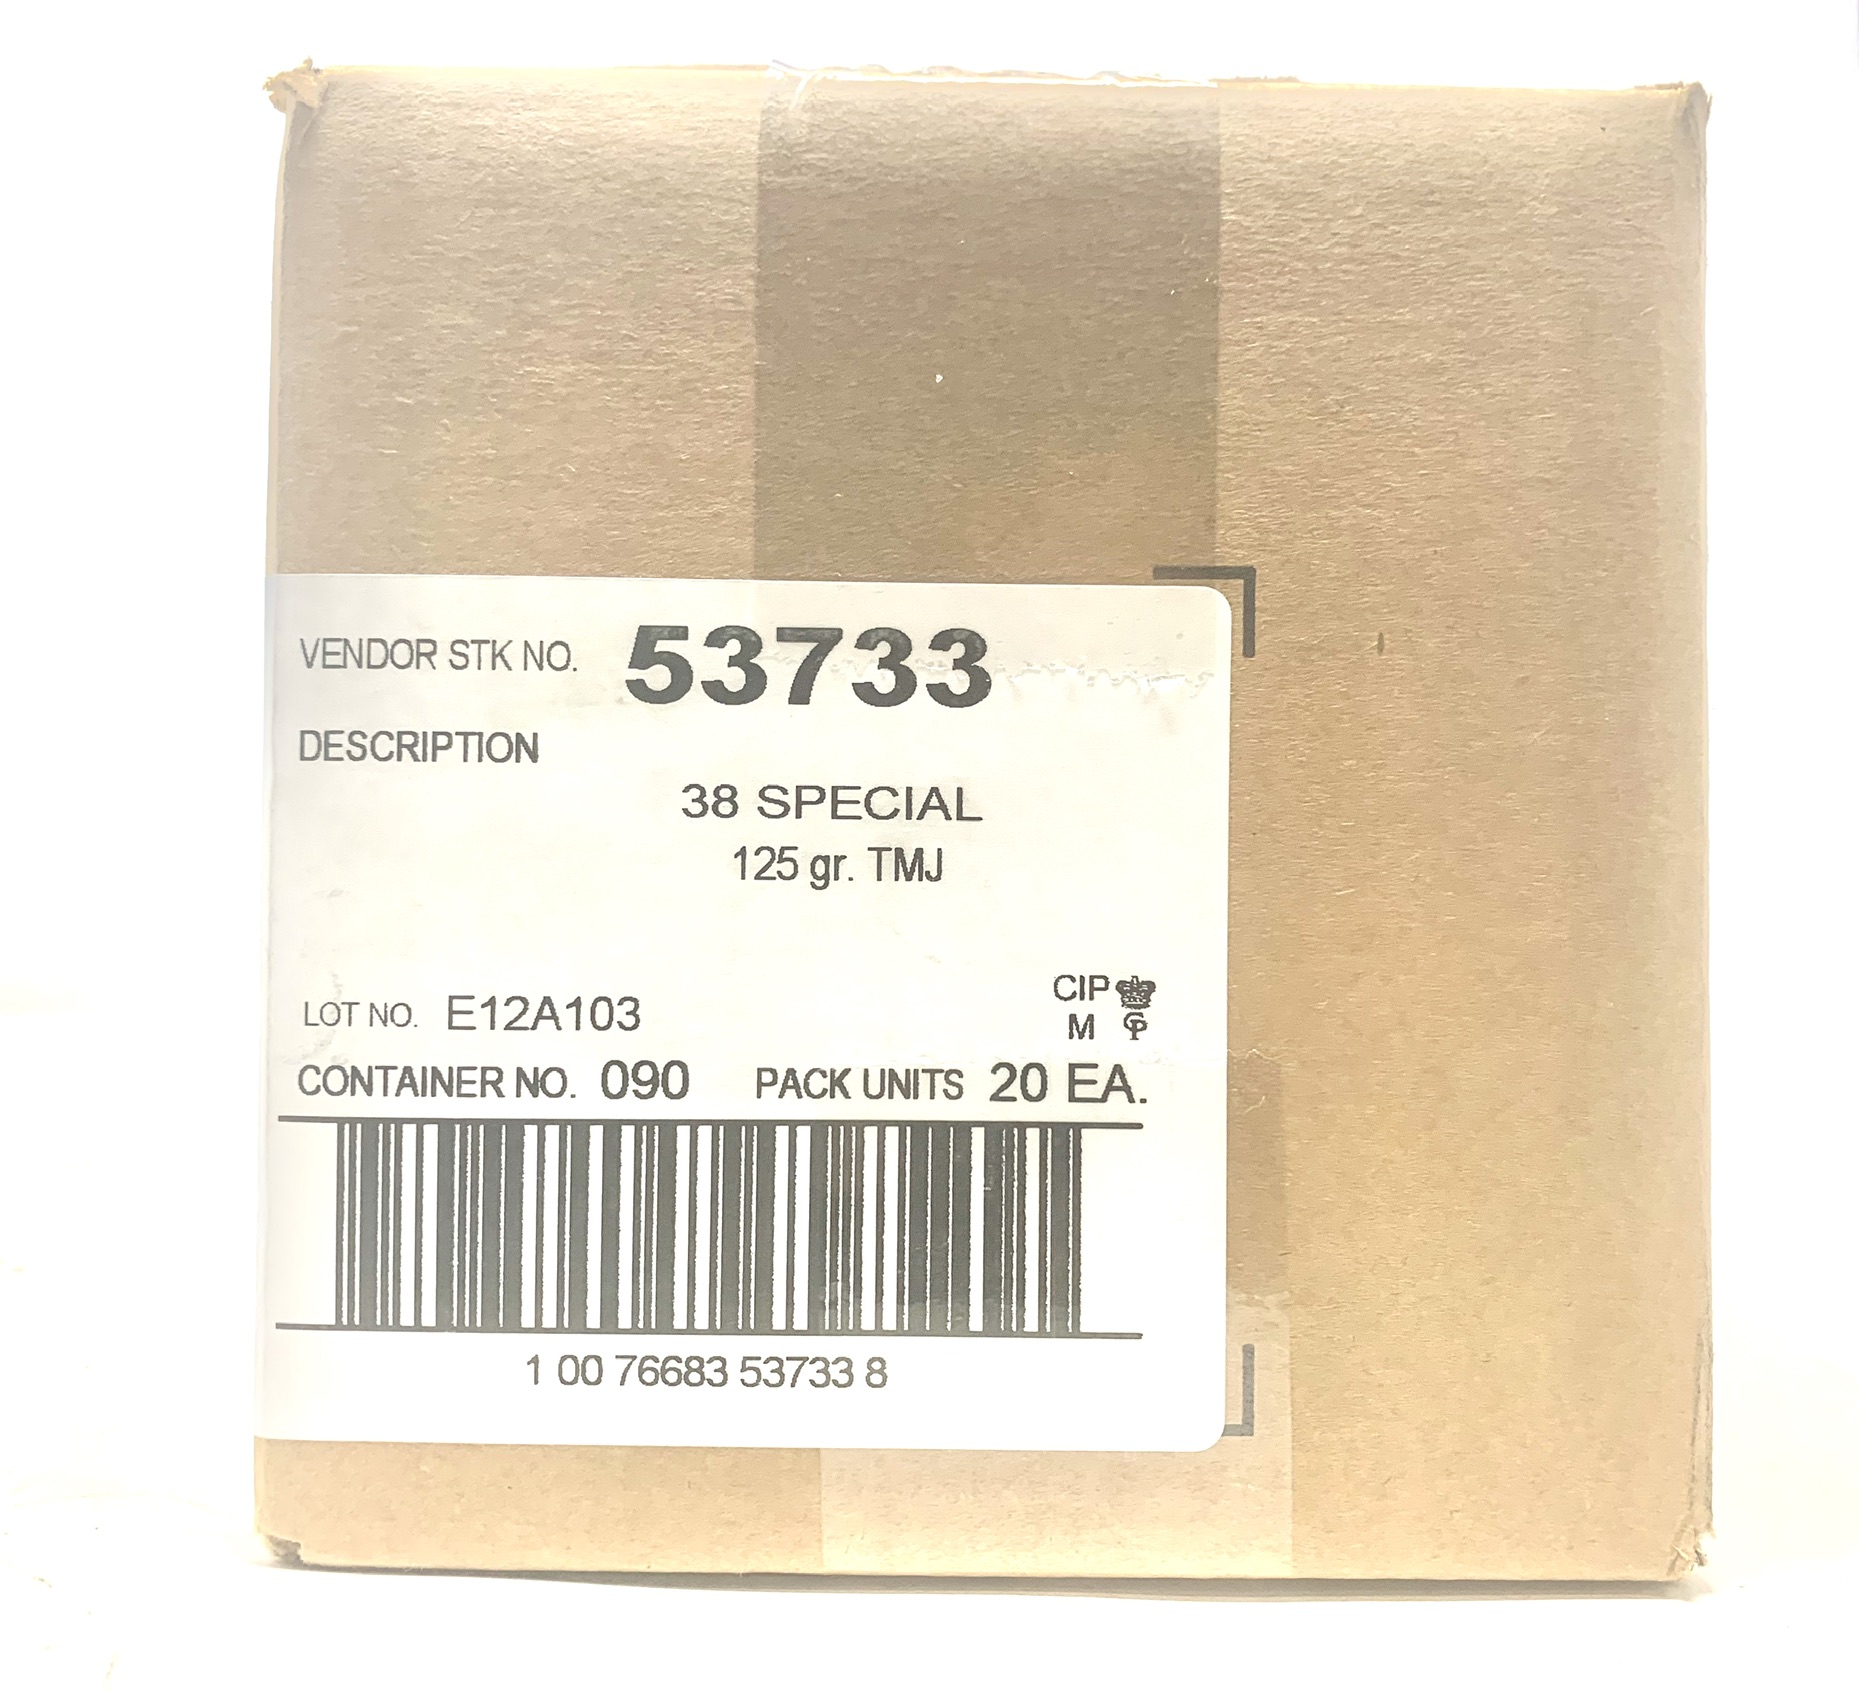 VENDOR STK NO. 53733
DESCRIPTION
38 SPECIAL
125 gr. TMJ
CIP
LOT NO. E12A103
M
CONTAINER NO. 090 PACK UNITS 20 EA.
1 00 76683 53733 8